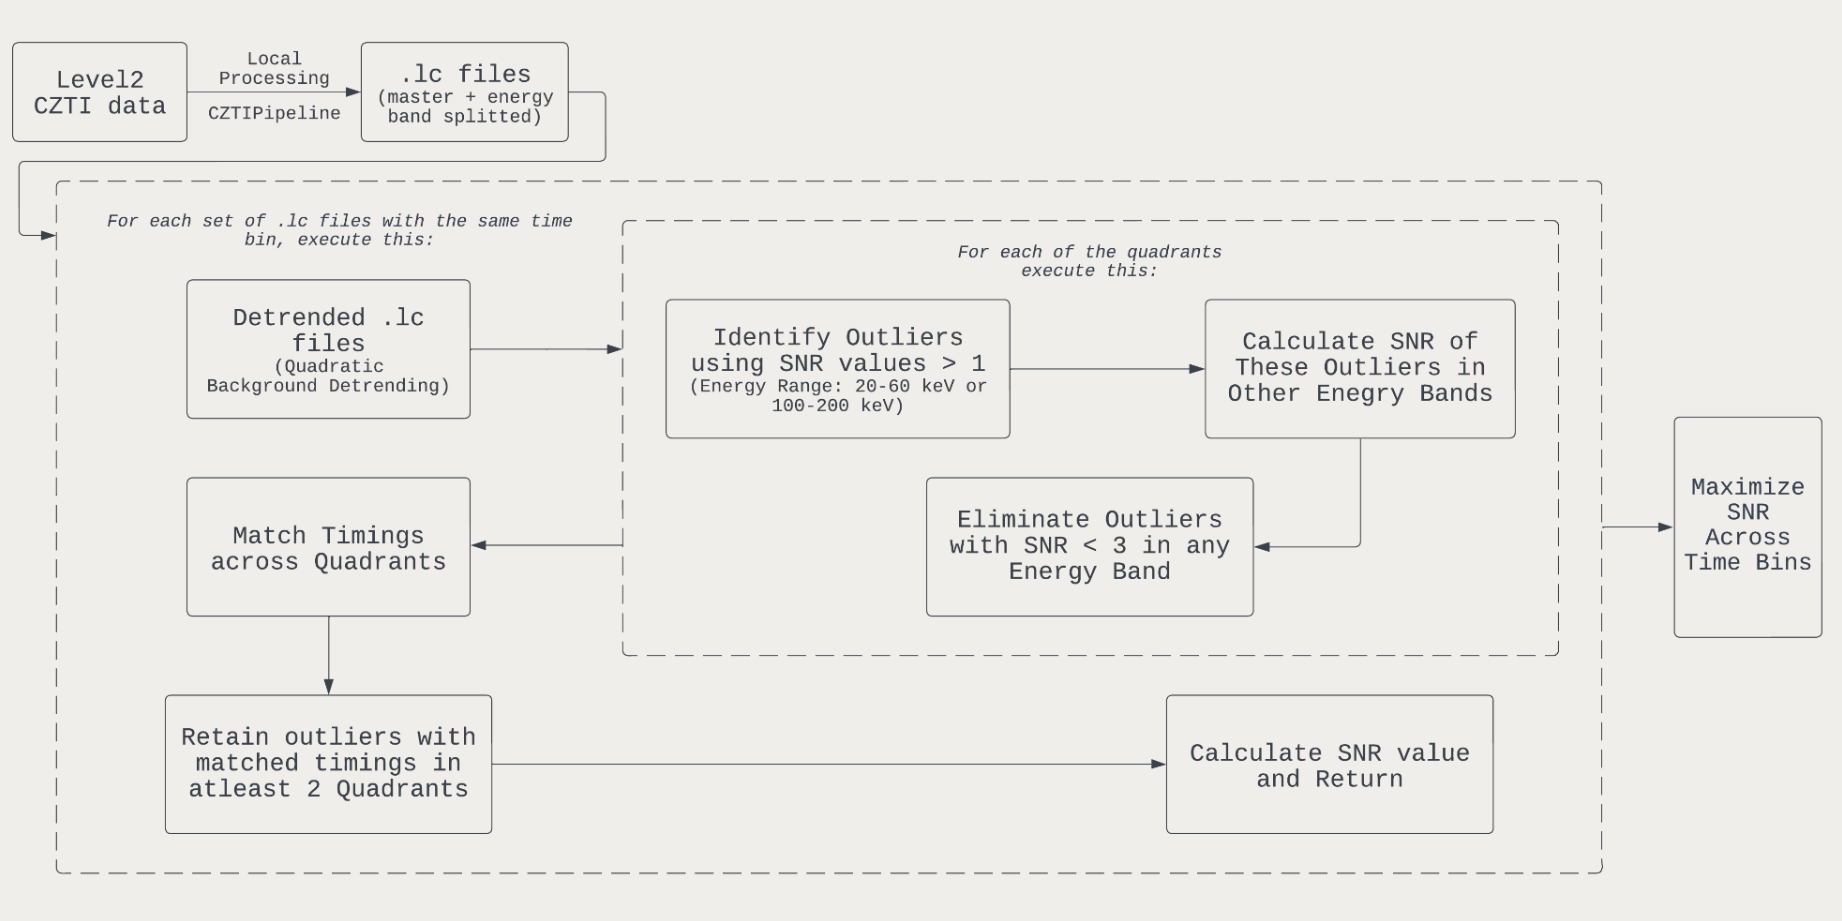 Level2
CZTI data
Local
Processing
CZTIPipeline
.lc files
(master + energy
band splitted)
For each set of .lc files with the same time
bin, execute this:
For each of the quadrants
execute this:
Detrended .lc
files
(Quadratic
Background Detrending)
Identify Outliers
using SNR values > 1
(Energy Range: 20-60 keV or
100-200 keV)
Calculate SNR of
These Outliers in
Other Enegry Bands
Eliminate Outliers
with SNR < 3 in any
Energy Band
Match Timings
across Quadrants
Retain outliers with
matched timings in
atleast 2 Quadrants
Calculate SNR value
and Return
Maximize
SNR
Across
Time Bins